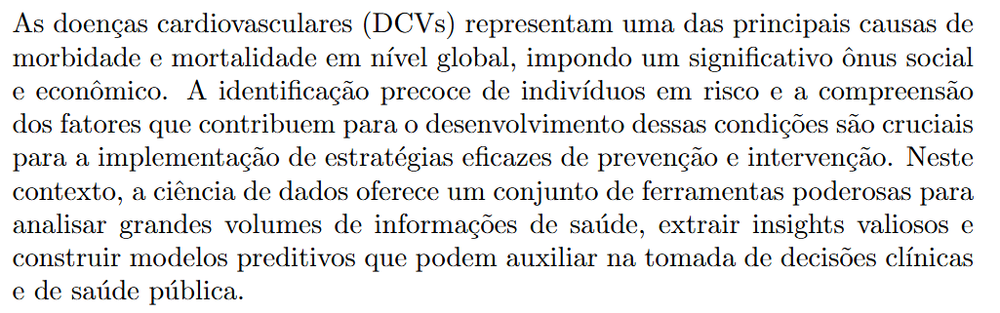 As doenças cardiovasculares (DCVs) representam uma das principais causas de
morbidade e mortalidade em nível global, impondo um significativo ônus social
e econômico. A identificação precoce de indivíduos em risco e a compreensão
dos fatores que contribuem para o desenvolvimento dessas condições são cruciais
para a implementação de estratégias eficazes de prevenção e intervenção. Neste
contexto, a ciência de dados oferece um conjunto de ferramentas poderosas para
analisar grandes volumes de informações de saúde, extrair insights valiosos e
construir modelos preditivos que podem auxiliar na tomada de decisões clínicas
e de saúde pública.